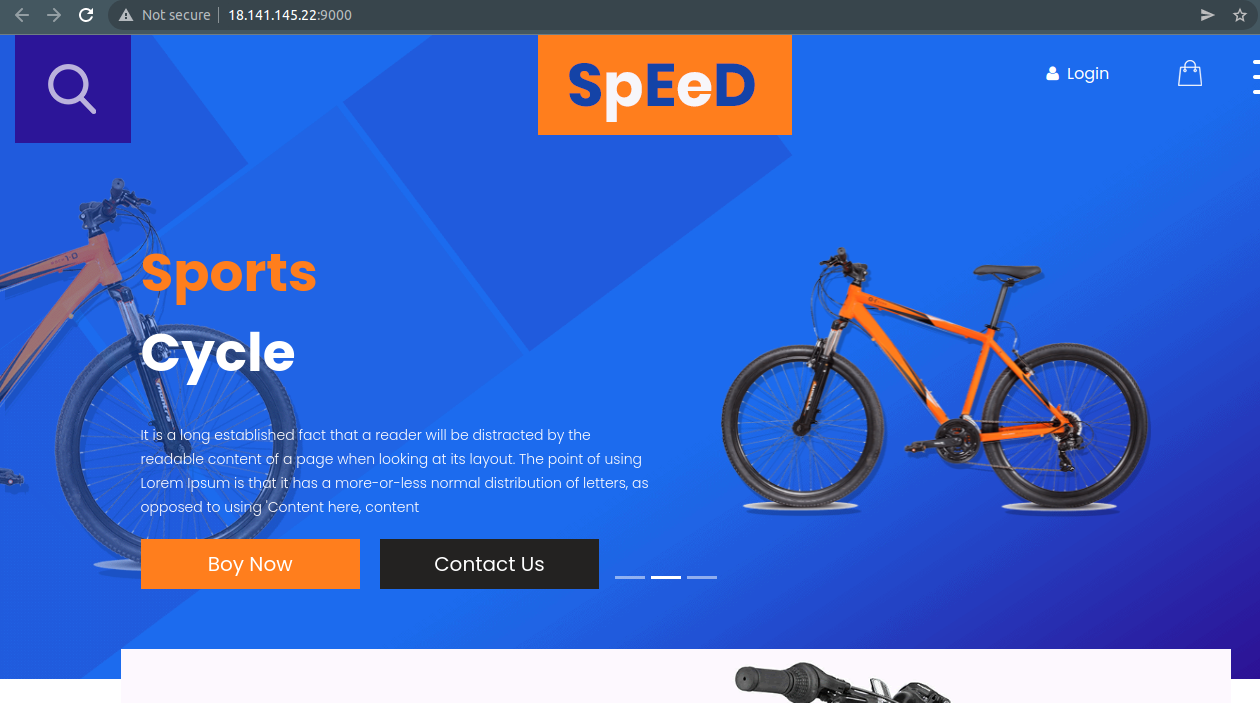 Not secure | 18.141.145.22:9000
SpEeD
Login
Sports
Cycle
It is a long established fact that a reader will be distracted by the
readable content of a page when looking at its layout. The point of using
Lorem Ipsum is that it has a more-or-less normal distribution of letters, as
opposed to using 'Content here, content
Boy Now
Contact Us